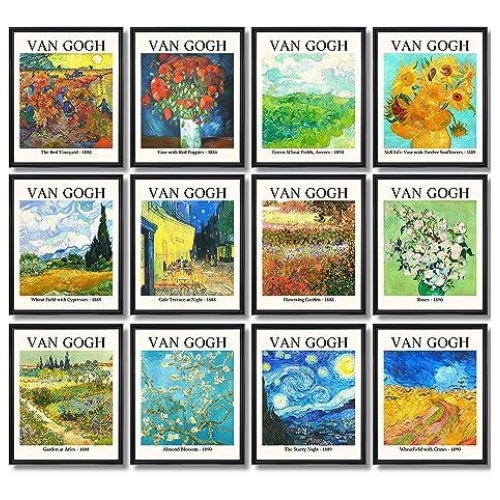 VAN GOGH
The Red Vineyard - 1888
VAN GOGH
Vase with Red Poppies - 1886
VAN GOGH
Green Wheat Fields, Auvers - 1890
VAN GOGH
Still Life: Vase with Twelve Sunflowers - 1889
VAN GOGH
Wheat Field with Cypresses - 1889
VAN GOGH
Cafe Terrace at Night - 1888
VAN GOGH
Flowering Garden - 1888
VAN GOGH
Roses - 1890
VAN GOGH
Garden at Arles - 1888
VAN GOGH
Almond Blossom - 1890
VAN GOGH
The Starry Night - 1889
VAN GOGH
Wheatfield with Crows - 1890